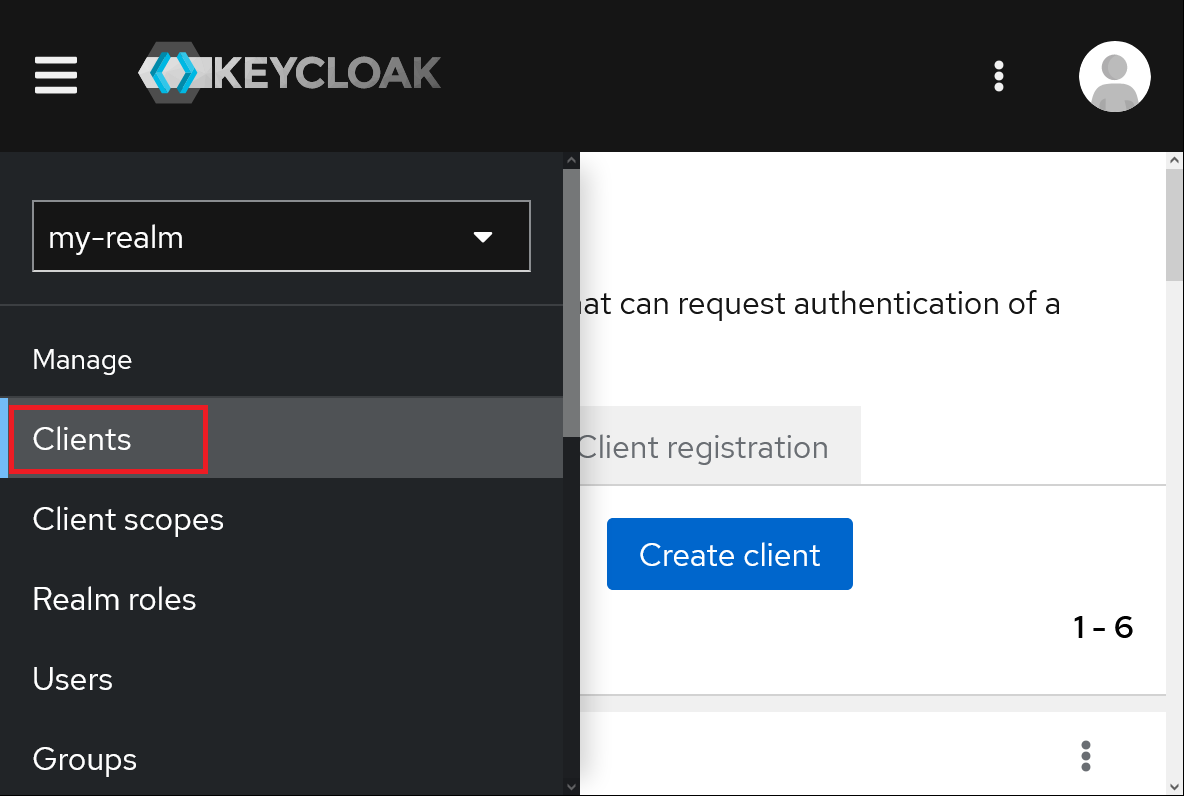 KEYCLOAK
my-realm
at can request authentication of a
Manage
Clients
Client registration
Client scopes
Create client
Realm roles
1 - 6
Users
Groups